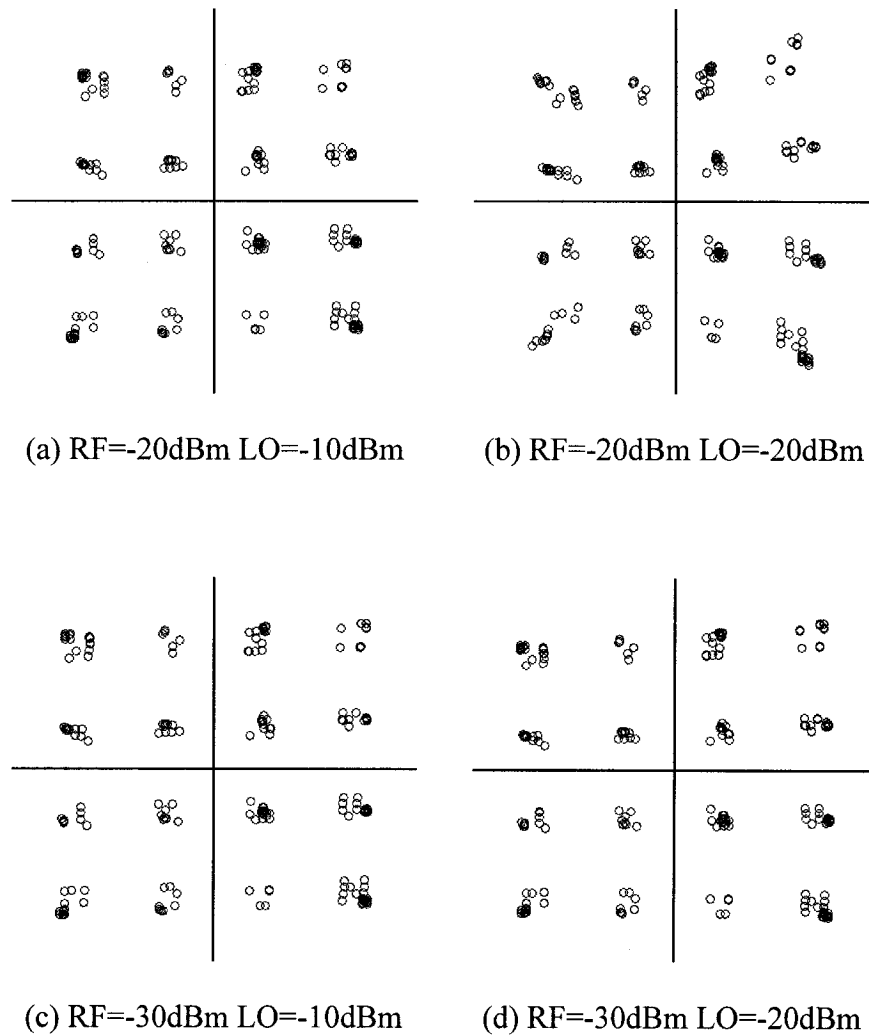 (a) RF=-20dBm LO=-10dBm
(b) RF=-20dBm LO=-20dBm
(c) RF=-30dBm LO=-10dBm
(d) RF=-30dBm LO=-20dBm